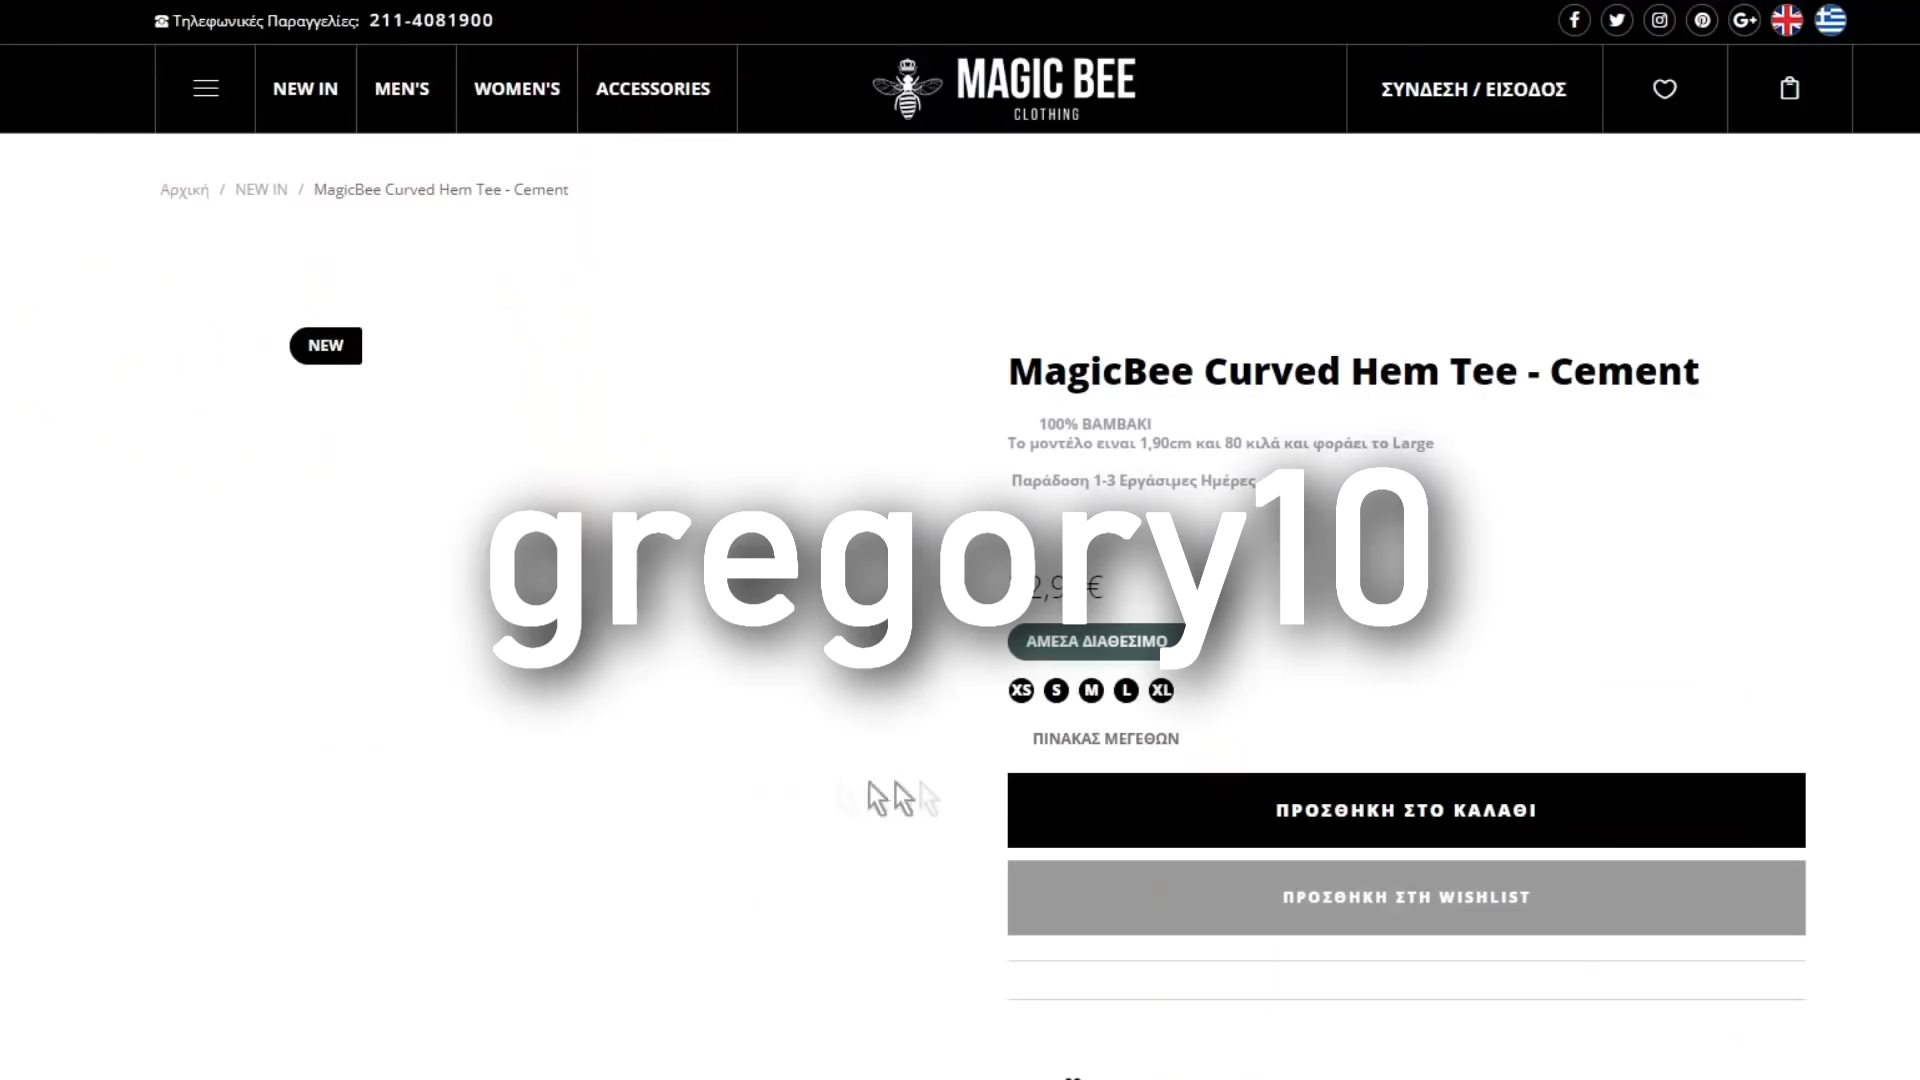 Τηλεφωνικές Παραγγελίες: 211-4081900
NEW IN
MEN'S
WOMEN'S
ACCESSORIES
MAGIC BEE
CLOTHING
ΣΥΝΔΕΣΗ / ΕΙΣΟΔΟΣ
Αρχική / NEW IN / MagicBee Curved Hem Tee - Cement
NEW
MagicBee Curved Hem Tee - Cement
100% ΒΑΜΒΑΚΙ
Το μοντέλο ειναι 1,90cm και 80 κιλά και φοράει το Large
Παράδοση 1-3 Εργάσιμες Ημέρες
gregory10
ΑΜΕΣΑ ΔΙΑΘΕΣΙΜΟ
XS S M L XL
ΠΙΝΑΚΑΣ ΜΕΓΕΘΩΝ
ΠΡΟΣΘΗΚΗ ΣΤΟ ΚΑΛΑΘΙ
ΠΡΟΣΘΗΚΗ ΣΤΗ WISHLIST